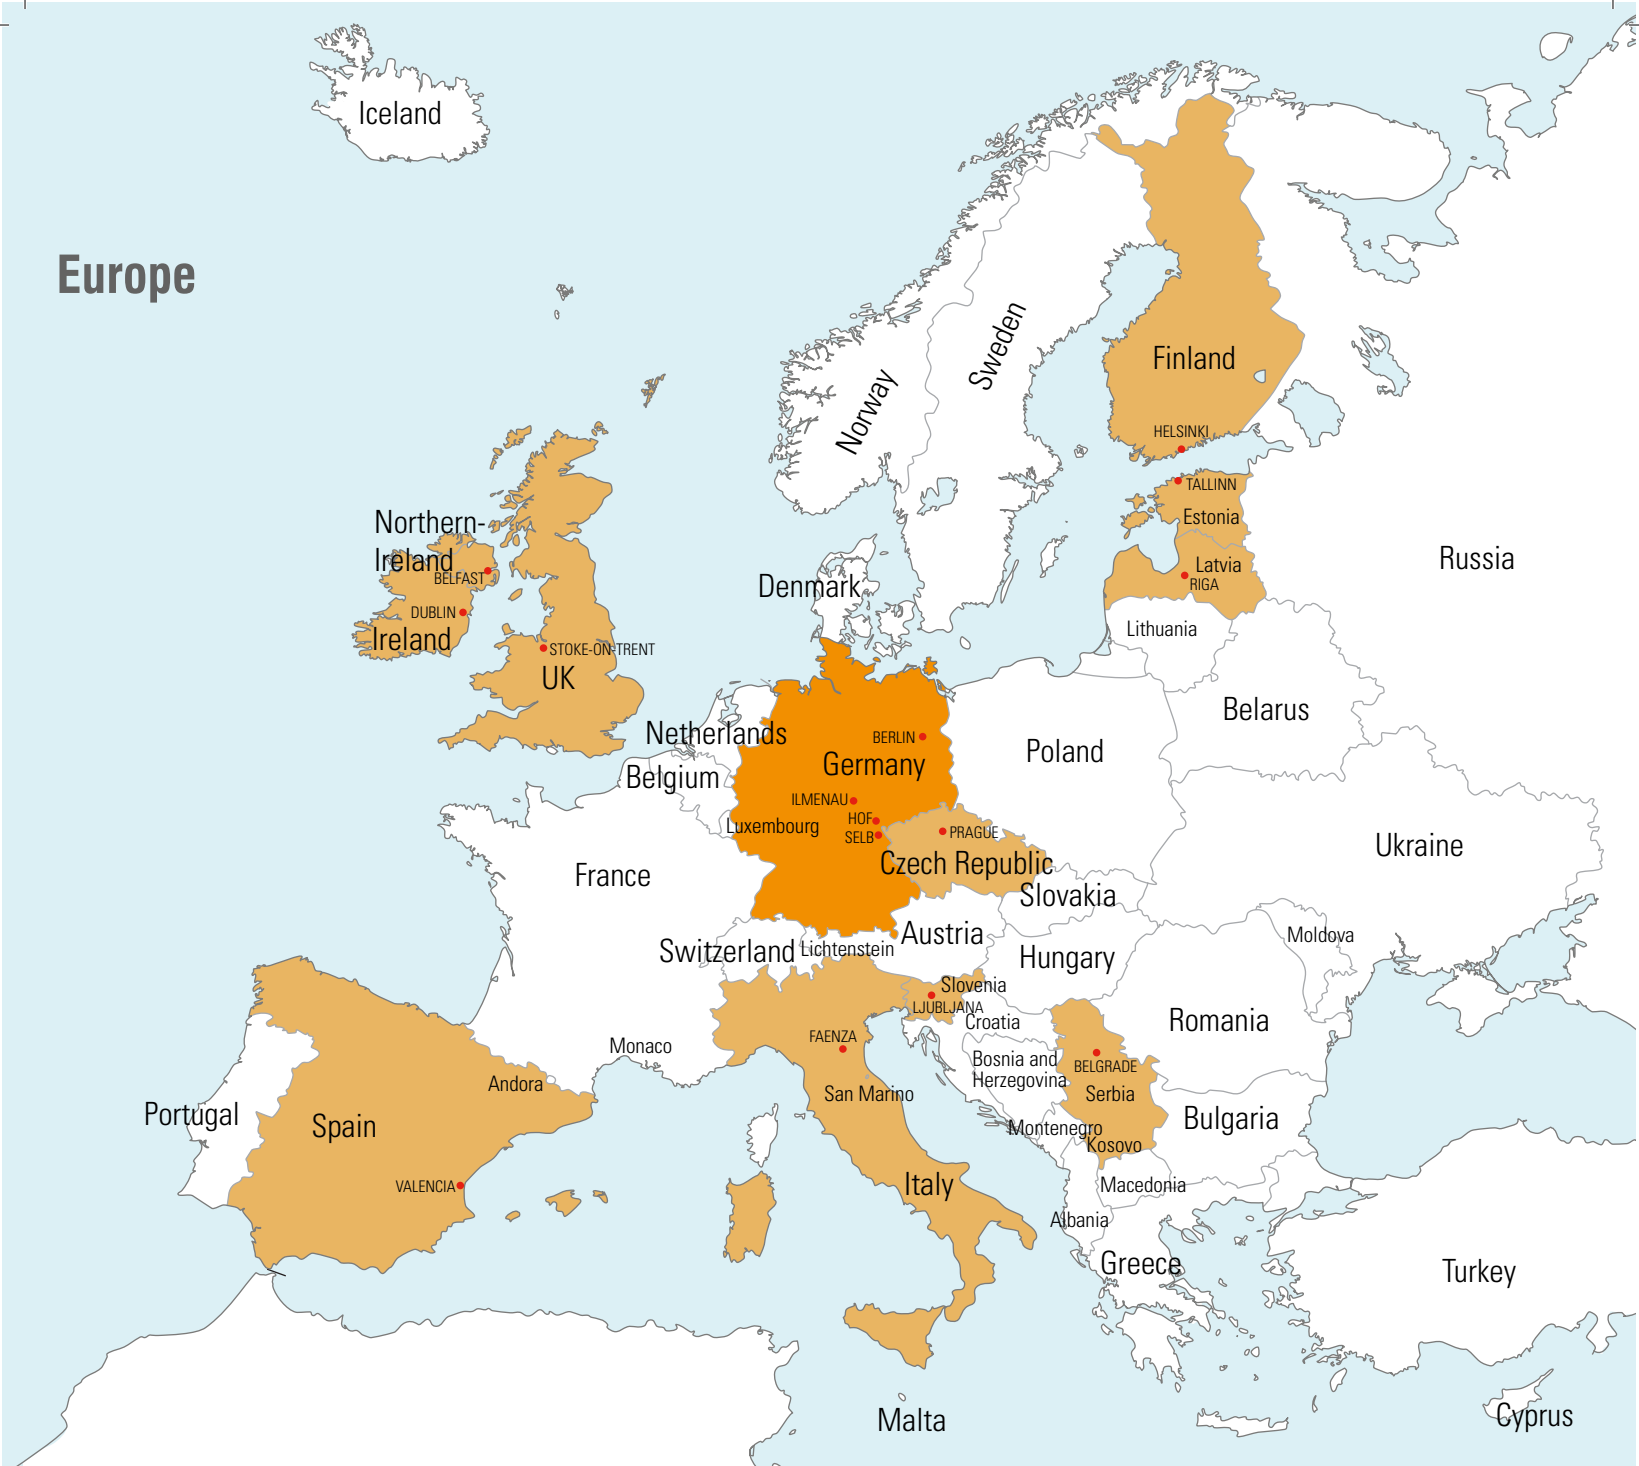 Iceland
Europe
Sweden
Norway
Finland
HELSINKI
TALLINN
Estonia
Latvia
RIGA
Northern-
Ireland
BELFAST
DUBLIN
Ireland
STOKE-ON-TRENT
UK
Denmark
Russia
Lithuania
Belarus
Netherlands
BERLIN
Germany
Poland
Belgium
ILMENAU
HOF
SELB
Luxembourg
PRAGUE
Czech Republic
Ukraine
France
Slovakia
Switzerland
Lichtenstein
Austria
Hungary
Moldova
Slovenia
LJUBLJANA
Croatia
Romania
FAENZA
Monaco
Bosnia and
Herzegovina
BELGRADE
Serbia
Andora
San Marino
Portugal
Spain
Montenegro
Kosovo
Bulgaria
VALENCIA
Italy
Macedonia
Albania
Greece
Turkey
Malta
Cyprus